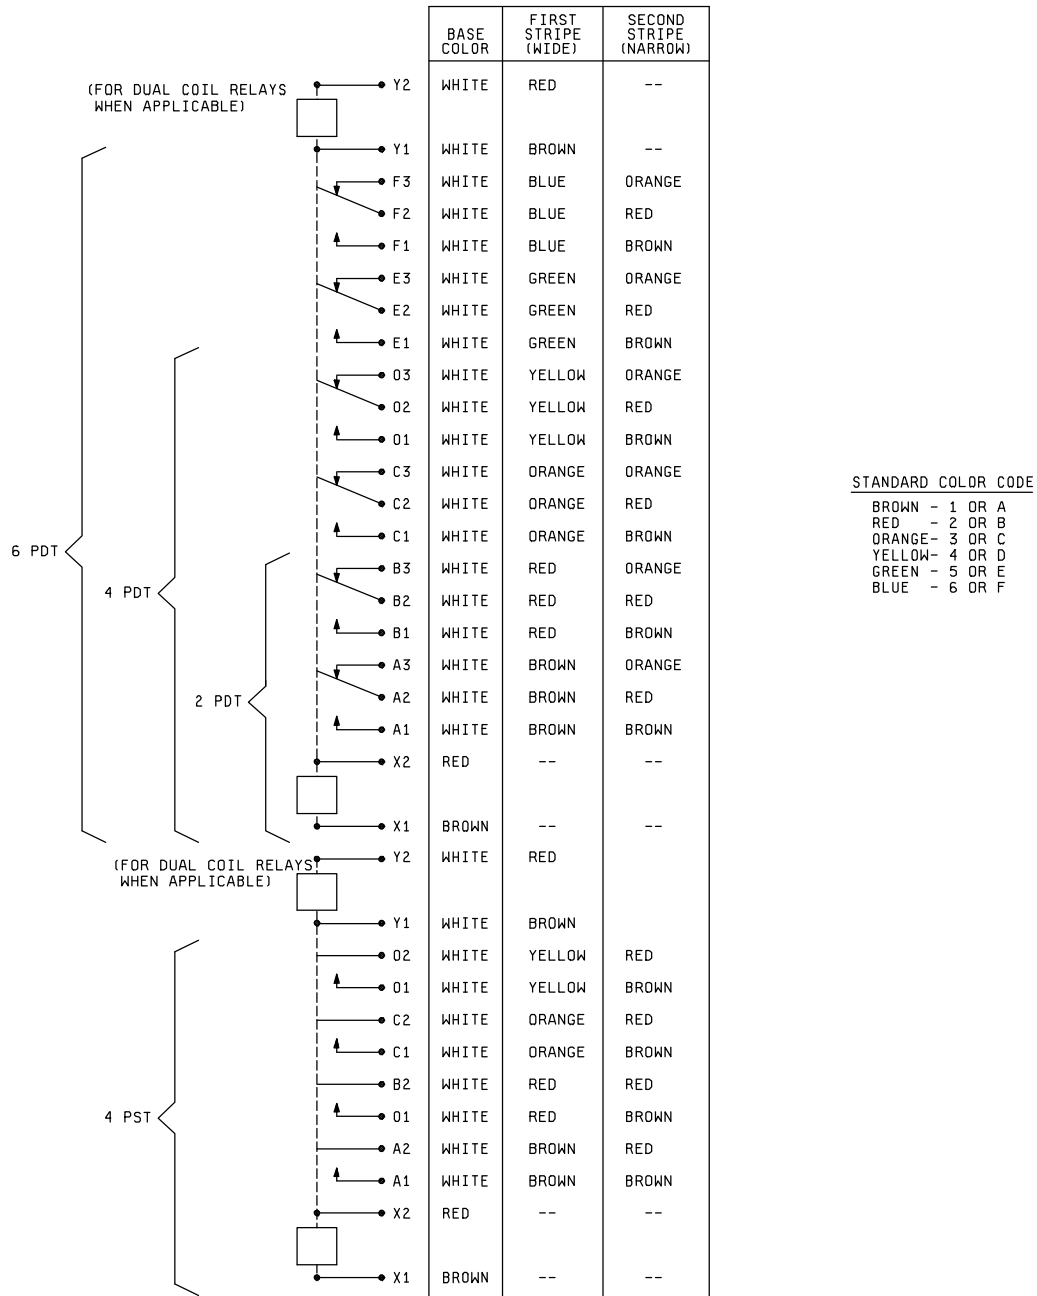 BASE COLOR
FIRST STRIPE (WIDE)
SECOND STRIPE (NARROW)
(FOR DUAL COIL RELAYS
WHEN APPLICABLE)
Y2 WHITE RED --
Y1 WHITE BROWN --
F3 WHITE BLUE ORANGE
F2 WHITE BLUE RED
F1 WHITE BLUE BROWN
E3 WHITE GREEN ORANGE
E2 WHITE GREEN RED
E1 WHITE GREEN BROWN
03 WHITE YELLOW ORANGE
02 WHITE YELLOW RED
01 WHITE YELLOW BROWN
C3 WHITE ORANGE ORANGE
C2 WHITE ORANGE RED
C1 WHITE ORANGE BROWN
B3 WHITE RED ORANGE
B2 WHITE RED RED
B1 WHITE RED BROWN
A3 WHITE BROWN ORANGE
A2 WHITE BROWN RED
A1 WHITE BROWN BROWN
X2 RED -- --
X1 BROWN -- --
6 PDT
4 PDT
2 PDT
(FOR DUAL COIL RELAYS
WHEN APPLICABLE)
Y2 WHITE RED
Y1 WHITE BROWN
02 WHITE YELLOW RED
01 WHITE YELLOW BROWN
C2 WHITE ORANGE RED
C1 WHITE ORANGE BROWN
B2 WHITE RED RED
01 WHITE RED BROWN
A2 WHITE BROWN RED
A1 WHITE BROWN BROWN
X2 RED -- --
X1 BROWN -- --
4 PST
STANDARD COLOR CODE
BROWN - 1 OR A
RED - 2 OR B
ORANGE- 3 OR C
YELLOW- 4 OR D
GREEN - 5 OR E
BLUE - 6 OR F